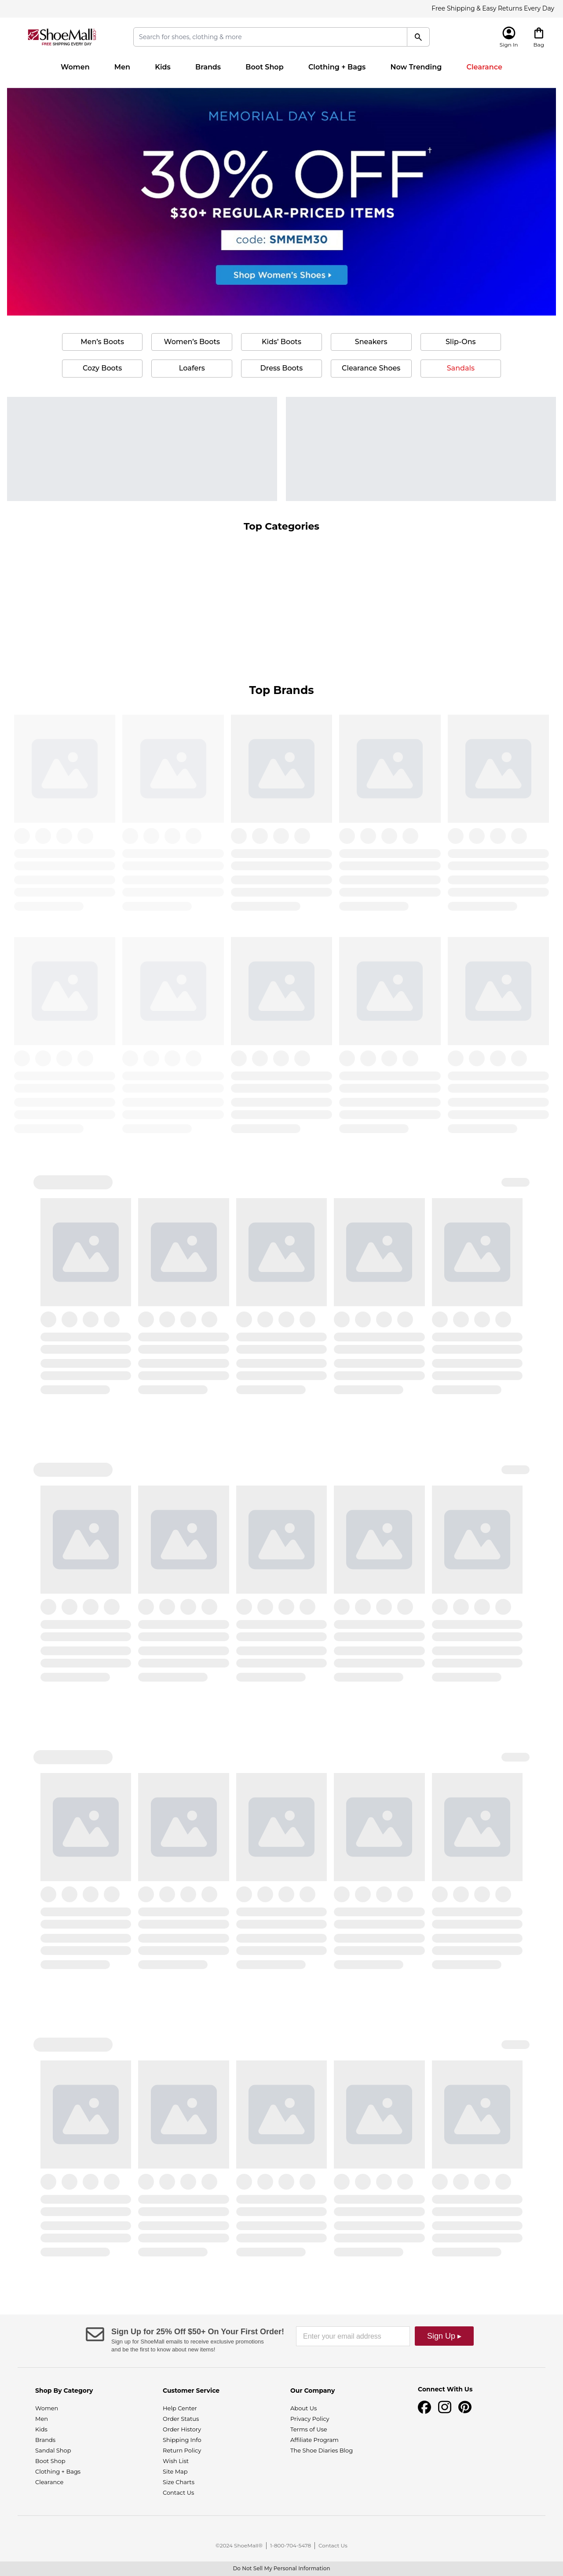 Free Shipping & Easy Returns Every Day
ShoeMall
FREE SHIPPING EVERY DAY
Search for shoes, clothing & more
Sign In
Bag
Women
Men
Kids
Brands
Boot Shop
Clothing + Bags
Now Trending
Clearance
MEMORIAL DAY SALE
30% OFF†
$30+ REGULAR-PRICED ITEMS
code: SMMEM30
Shop Women's Shoes ▸
Men's Boots
Women's Boots
Kids' Boots
Sneakers
Slip-Ons
Cozy Boots
Loafers
Dress Boots
Clearance Shoes
Sandals
Top Categories
Top Brands
Sign Up for 25% Off $50+ On Your First Order!
Sign up for ShoeMall emails to receive exclusive promotions
and be the first to know about new items!
Enter your email address
Sign Up ▸
Shop By Category
Women
Men
Kids
Brands
Sandal Shop
Boot Shop
Clothing + Bags
Clearance
Customer Service
Help Center
Order Status
Order History
Shipping Info
Return Policy
Wish List
Site Map
Size Charts
Contact Us
Our Company
About Us
Privacy Policy
Terms of Use
Affiliate Program
The Shoe Diaries Blog
Connect With Us
©2024 ShoeMall® | 1-800-704-5478 | Contact Us
Do Not Sell My Personal Information